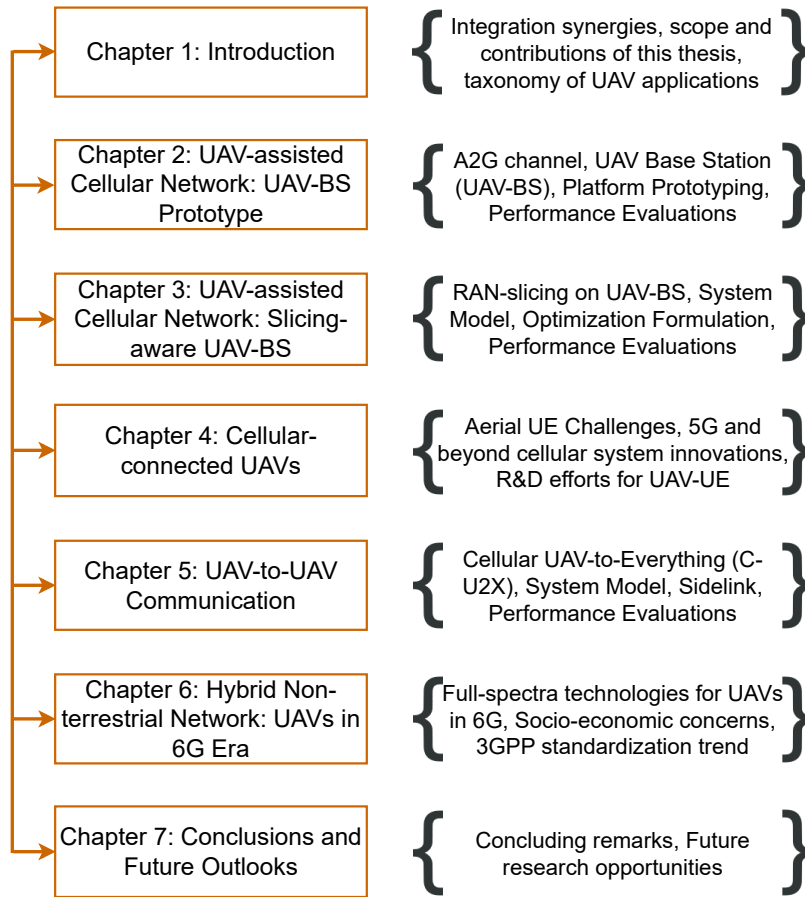 Chapter 1: Introduction
Integration synergies, scope and
contributions of this thesis,
taxonomy of UAV applications
Chapter 2: UAV-assisted
Cellular Network: UAV-BS
Prototype
A2G channel, UAV Base Station
(UAV-BS), Platform Prototyping,
Performance Evaluations
Chapter 3: UAV-assisted
Cellular Network: Slicing-
aware UAV-BS
RAN-slicing on UAV-BS, System
Model, Optimization Formulation,
Performance Evaluations
Chapter 4: Cellular-
connected UAVs
Aerial UE Challenges, 5G and
beyond cellular system innovations,
R&D efforts for UAV-UE
Chapter 5: UAV-to-UAV
Communication
Cellular UAV-to-Everything (C-
U2X), System Model, Sidelink,
Performance Evaluations
Chapter 6: Hybrid Non-
terrestrial Network: UAVs in
6G Era
Full-spectra technologies for UAVs
in 6G, Socio-economic concerns,
3GPP standardization trend
Chapter 7: Conclusions and
Future Outlooks
Concluding remarks, Future
research opportunities